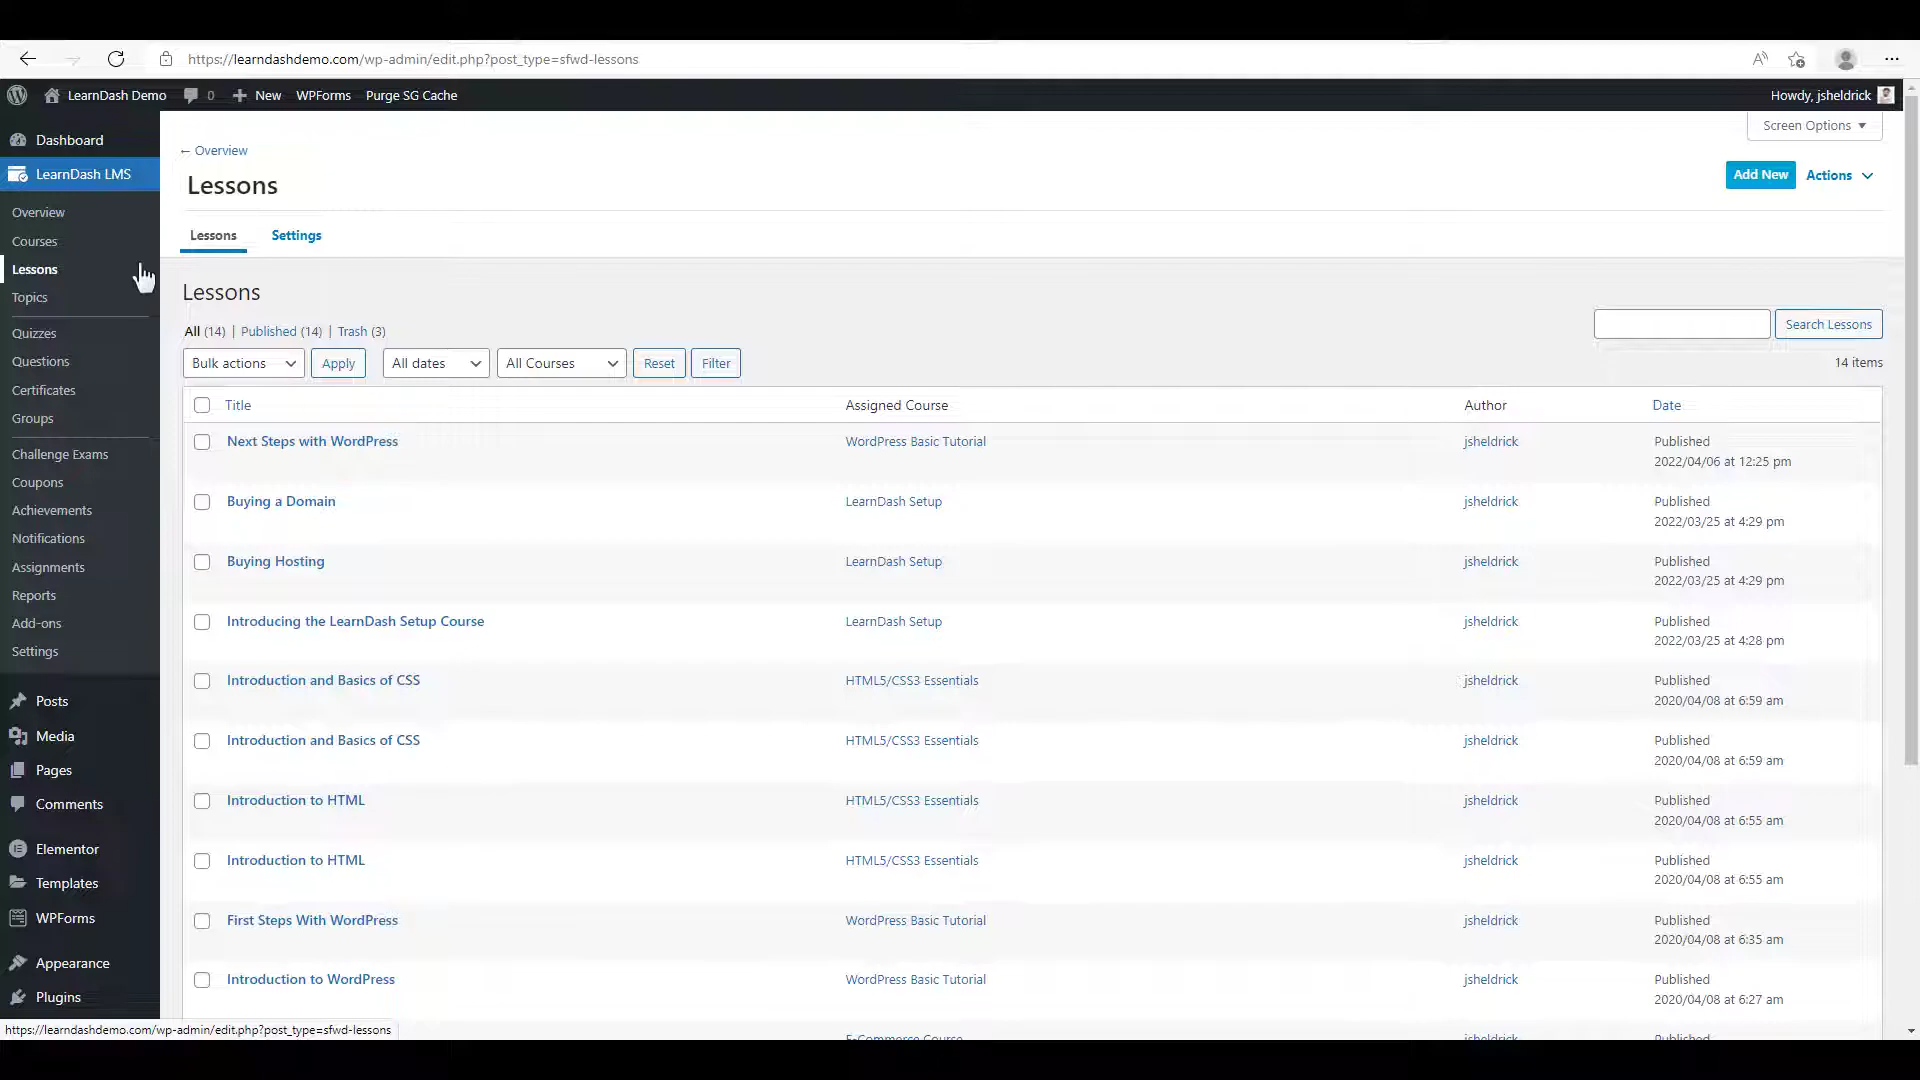 https://learndashdemo.com/wp-admin/edit.php?post_type=sfwd-lessons
LearnDash Demo 0 New WPForms Purge SG Cache Howdy, jsheldrick
Dashboard
LearnDash LMS
Overview
Courses
Lessons
Topics
Quizzes
Questions
Certificates
Groups
Challenge Exams
Coupons
Achievements
Notifications
Assignments
Reports
Add-ons
Settings
Posts
Media
Pages
Comments
Elementor
Templates
WPForms
Appearance
Plugins
Screen Options
← Overview
Lessons
Add New Actions
Lessons Settings
Lessons
All (14) | Published (14) | Trash (3)
Search Lessons
Bulk actions Apply All dates All Courses Reset Filter
14 items
Title Assigned Course Author Date
Next Steps with WordPress WordPress Basic Tutorial jsheldrick Published
2022/04/06 at 12:25 pm
Buying a Domain LearnDash Setup jsheldrick Published
2022/03/25 at 4:29 pm
Buying Hosting LearnDash Setup jsheldrick Published
2022/03/25 at 4:29 pm
Introducing the LearnDash Setup Course LearnDash Setup jsheldrick Published
2022/03/25 at 4:28 pm
Introduction and Basics of CSS HTML5/CSS3 Essentials jsheldrick Published
2020/04/08 at 6:59 am
Introduction and Basics of CSS HTML5/CSS3 Essentials jsheldrick Published
2020/04/08 at 6:59 am
Introduction to HTML HTML5/CSS3 Essentials jsheldrick Published
2020/04/08 at 6:55 am
Introduction to HTML HTML5/CSS3 Essentials jsheldrick Published
2020/04/08 at 6:55 am
First Steps With WordPress WordPress Basic Tutorial jsheldrick Published
2020/04/08 at 6:35 am
Introduction to WordPress WordPress Basic Tutorial jsheldrick Published
2020/04/08 at 6:27 am
E-Commerce Course jsheldrick Published
https://learndashdemo.com/wp-admin/edit.php?post_type=sfwd-lessons